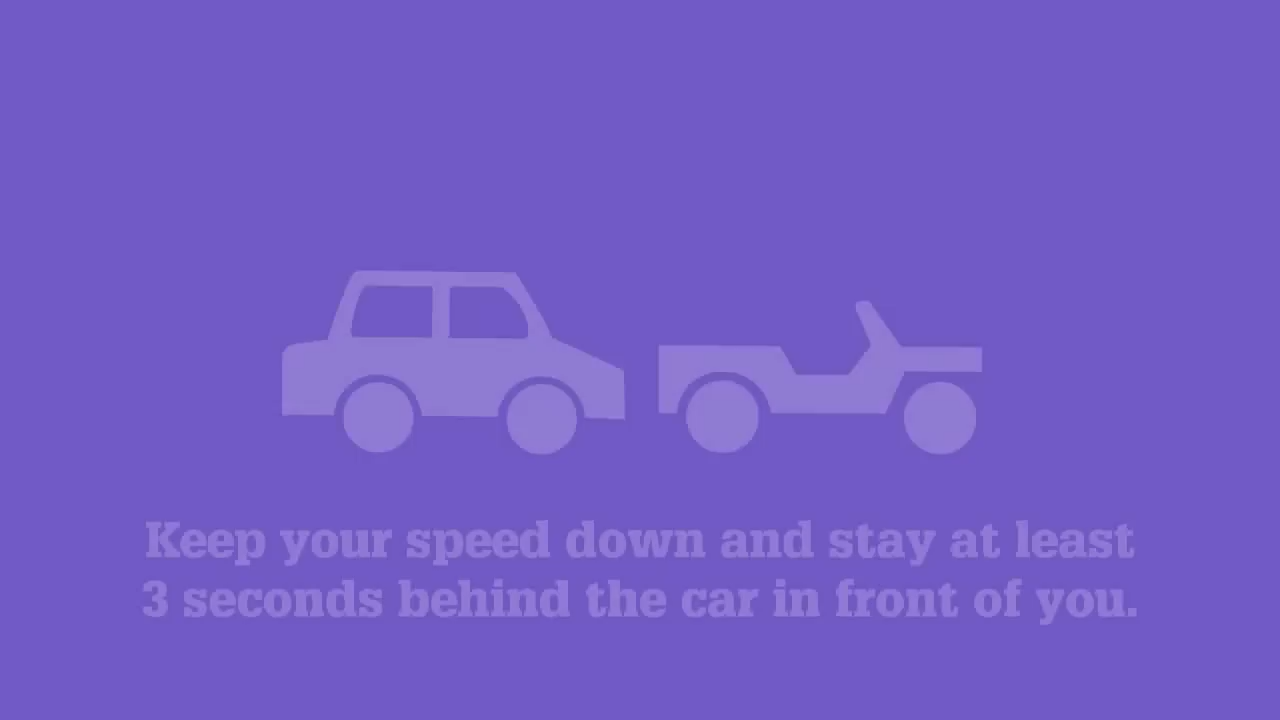 Keep your speed down and stay at least
3 seconds behind the car in front of you.